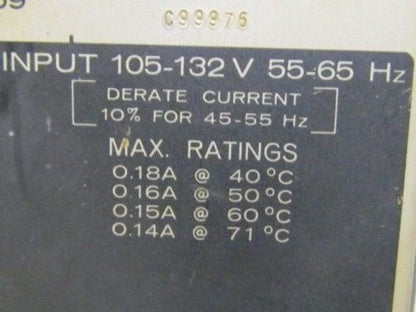 C99976
INPUT 105-132 V 55-65 Hz
DERATE CURRENT
10% FOR 45-55 Hz
MAX. RATINGS
0.18A @ 40°C
0.16A @ 50°C
0.15A @ 60°C
0.14A @ 71°C